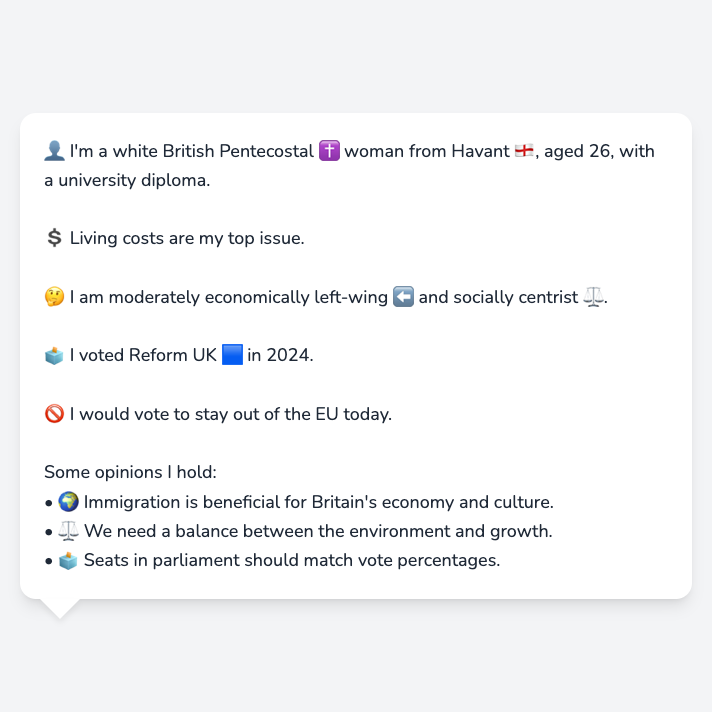 👤 I'm a white British Pentecostal ✝️ woman from Havant 🏴󠁧󠁢󠁥󠁮󠁧󠁿, aged 26, with
a university diploma.
💲 Living costs are my top issue.
🤔 I am moderately economically left-wing ⬅️ and socially centrist ⚖️.
🗳️ I voted Reform UK 🟦 in 2024.
🚫 I would vote to stay out of the EU today.
Some opinions I hold:
• 🌍 Immigration is beneficial for Britain's economy and culture.
• ⚖️ We need a balance between the environment and growth.
• 🗳️ Seats in parliament should match vote percentages.